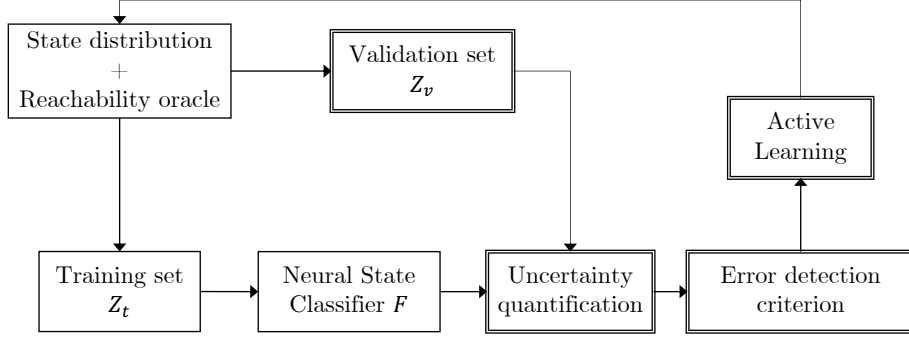 State distribution
+
Reachability oracle
Validation set
Z_v
Active
Learning
Training set
Z_t
Neural State
Classifier F
Uncertainty
quantification
Error detection
criterion